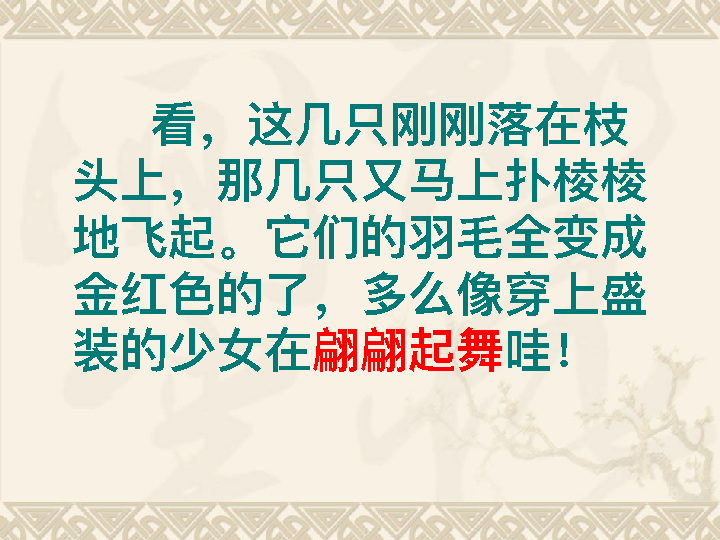 看，这几只刚刚落在枝
头上，那几只又马上扑棱棱
地飞起。它们的羽毛全变成
金红色的了，多么像穿上盛
装的少女在翩翩起舞哇！